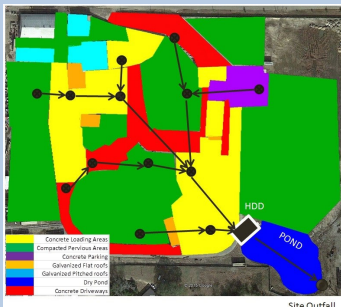 HDD
POND
Concrete Loading Areas
Compacted Pervious Areas
Concrete Parking
Galvanized Flat roofs
Galvanized Pitched roofs
Dry Pond
Concrete Driveways
Site Outfall